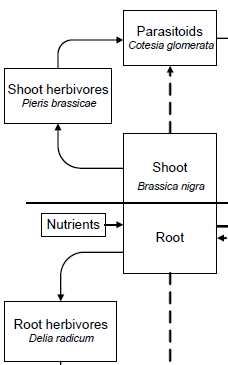 Parasitoids
Cotesia glomerata
Shoot herbivores
Pieris brassicae
Shoot
Brassica nigra
Nutrients
Root
Root herbivores
Delia radicum